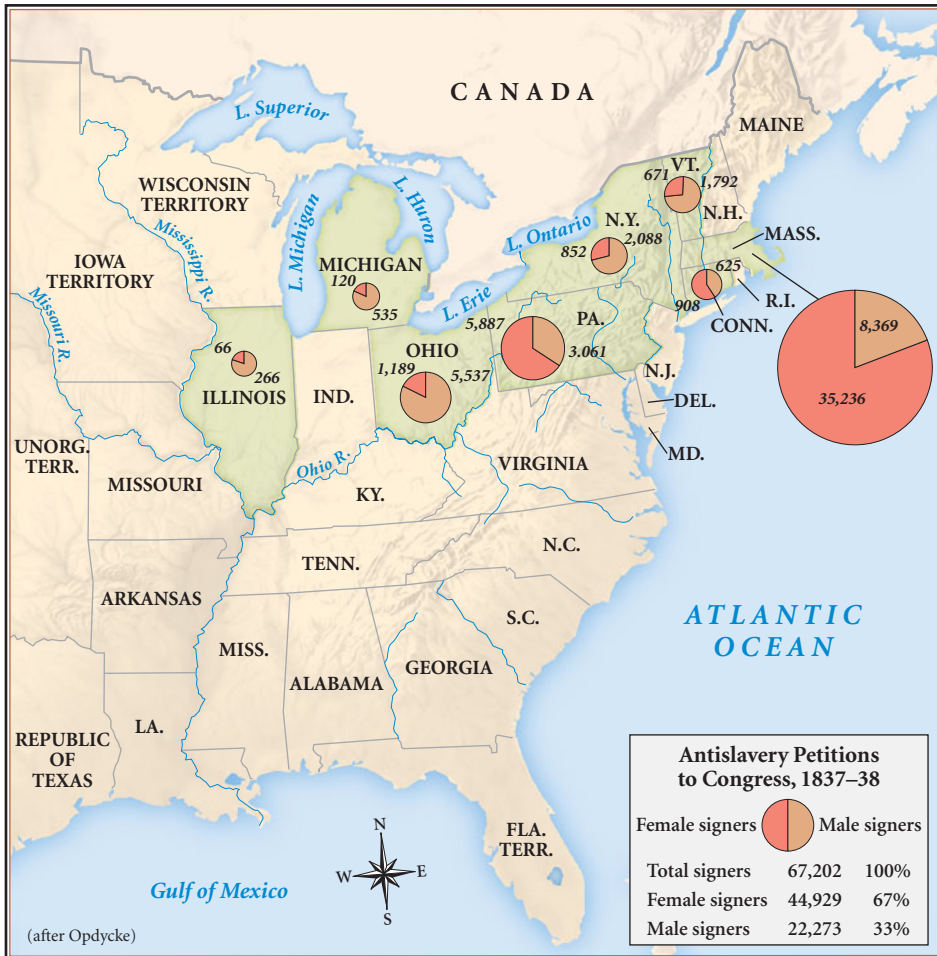 CANADA
L. Superior
MAINE
WISCONSIN
TERRITORY
L. Michigan
L. Huron
VT.
671
1,792
N.H.
Mississippi R.
L. Ontario
N.Y.
852
2,088
MASS.
IOWA
TERRITORY
MICHIGAN
120
535
L. Erie
625
908
CONN.
R.I.
Missouri R.
8,369
35,236
5,887
PA.
3.061
66
266
ILLINOIS
OHIO
1,189
5,537
IND.
N.J.
DEL.
MD.
UNORG.
TERR.
MISSOURI
Ohio R.
VIRGINIA
KY.
N.C.
TENN.
ARKANSAS
S.C.
ATLANTIC
OCEAN
MISS.
ALABAMA
GEORGIA
LA.
REPUBLIC
OF
TEXAS
FLA.
TERR.
N
W
E
S
Gulf of Mexico
(after Opdycke)
Antislavery Petitions
to Congress, 1837–38
Female signers Male signers
Total signers 67,202 100%
Female signers 44,929 67%
Male signers 22,273 33%